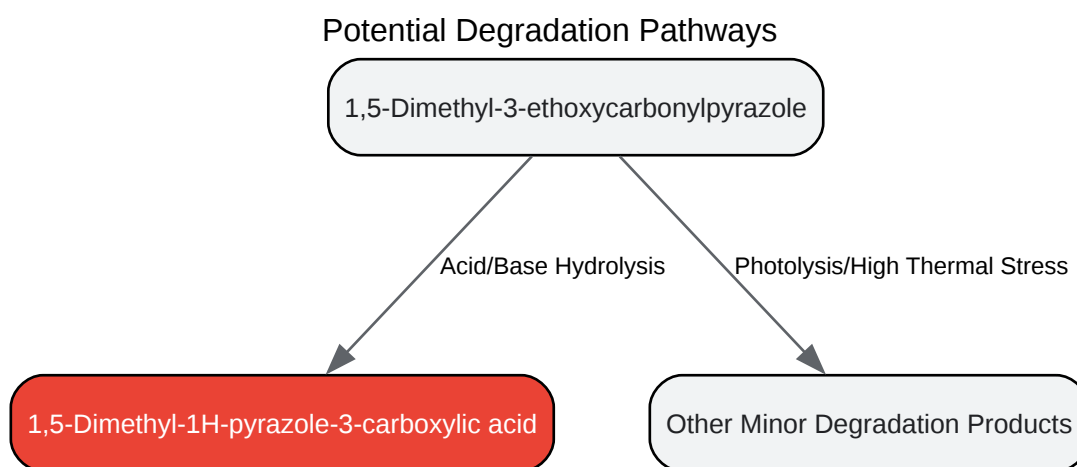 Potential Degradation Pathways
1,5-Dimethyl-3-ethoxycarbonylpyrazole
Acid/Base Hydrolysis
Photolysis/High Thermal Stress
1,5-Dimethyl-1H-pyrazole-3-carboxylic acid
Other Minor Degradation Products